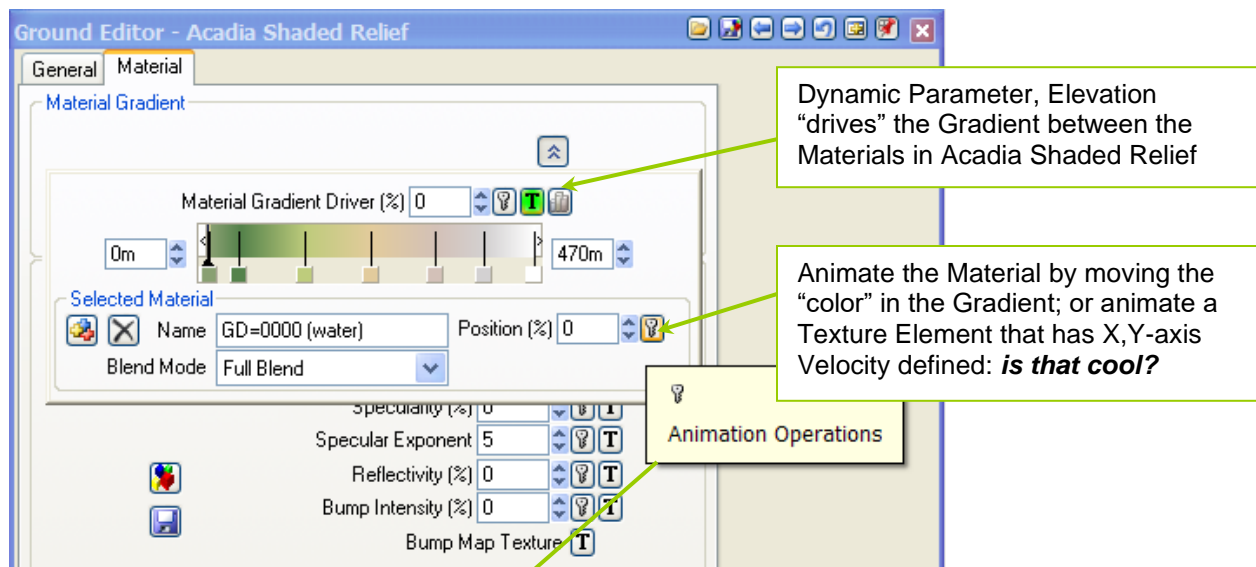 Ground Editor - Acadia Shaded Relief
General Material
Material Gradient
Dynamic Parameter, Elevation
“drives” the Gradient between the
Materials in Acadia Shaded Relief
Material Gradient Driver (%) 0 T
0m 470m
Animate the Material by moving the
“color” in the Gradient; or animate a
Texture Element that has X,Y-axis
Velocity defined: is that cool?
Selected Material
Name GD=0000 (water) Position (%) 0
Blend Mode Full Blend
Specularity (%) 0 T
Animation Operations
Specular Exponent 5 T
Reflectivity (%) 0 T
Bump Intensity (%) 0 T
Bump Map Texture T